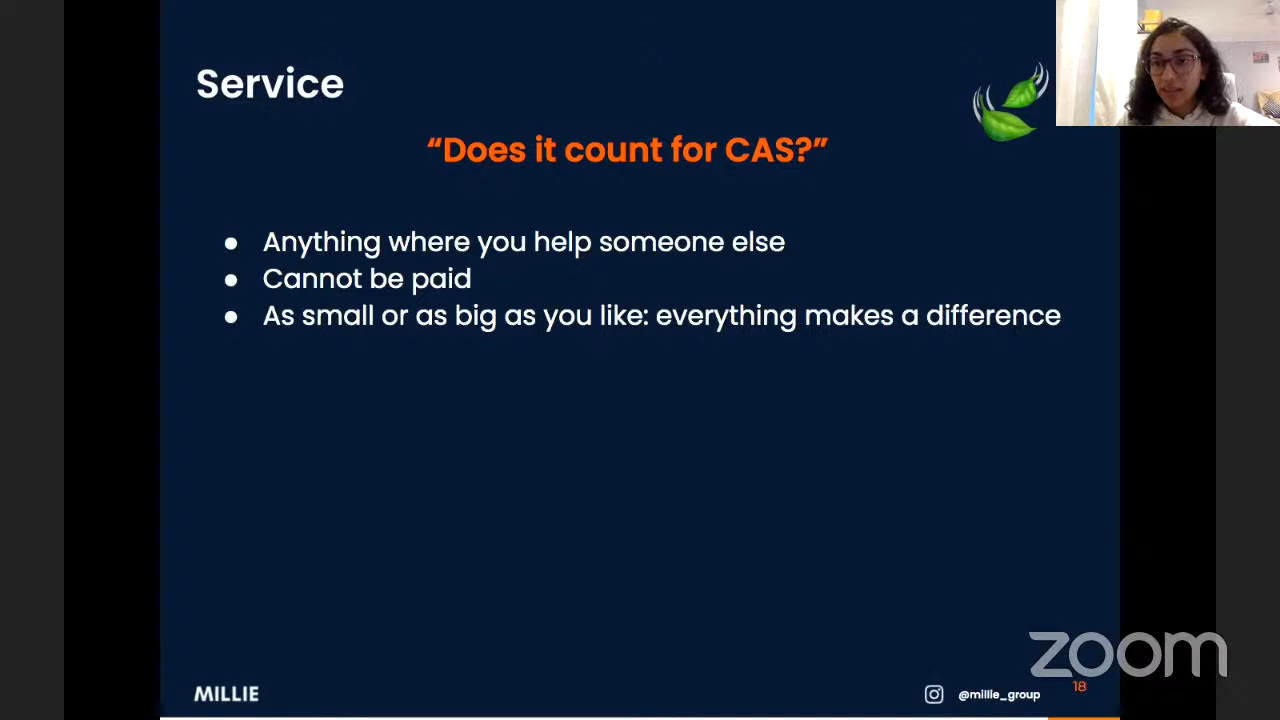 Service
“Does it count for CAS?”
● Anything where you help someone else
● Cannot be paid
● As small or as big as you like: everything makes a difference
zoom
MILLIE
@millie_group
18